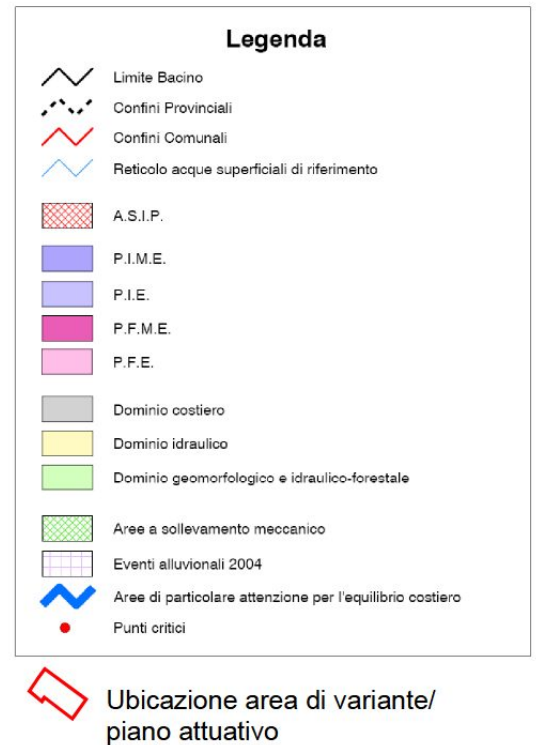 Legenda
Limite Bacino
Confini Provinciali
Confini Comunali
Reticolo acque superficiali di riferimento
A.S.I.P.
P.I.M.E.
P.I.E.
P.F.M.E.
P.F.E.
Dominio costiero
Dominio idraulico
Dominio geomorfologico e idraulico-forestale
Aree a sollevamento meccanico
Eventi alluvionali 2004
Aree di particolare attenzione per l'equilibrio costiero
Punti critici
Ubicazione area di variante/
piano attuativo